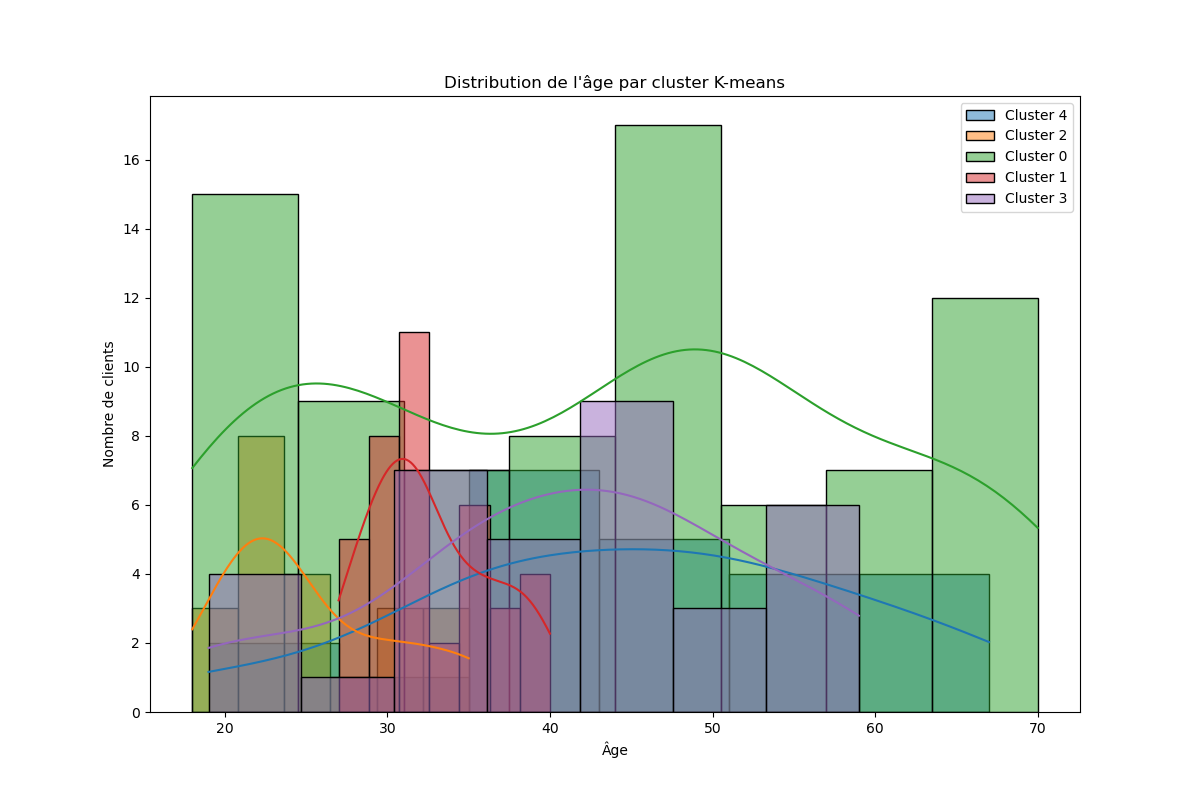 Distribution de l'âge par cluster K-means
Cluster 4
Cluster 2
Cluster 0
Cluster 1
Cluster 3
Nombre de clients
16
14
12
10
8
6
4
2
0
20 30 40 50 60 70
Âge